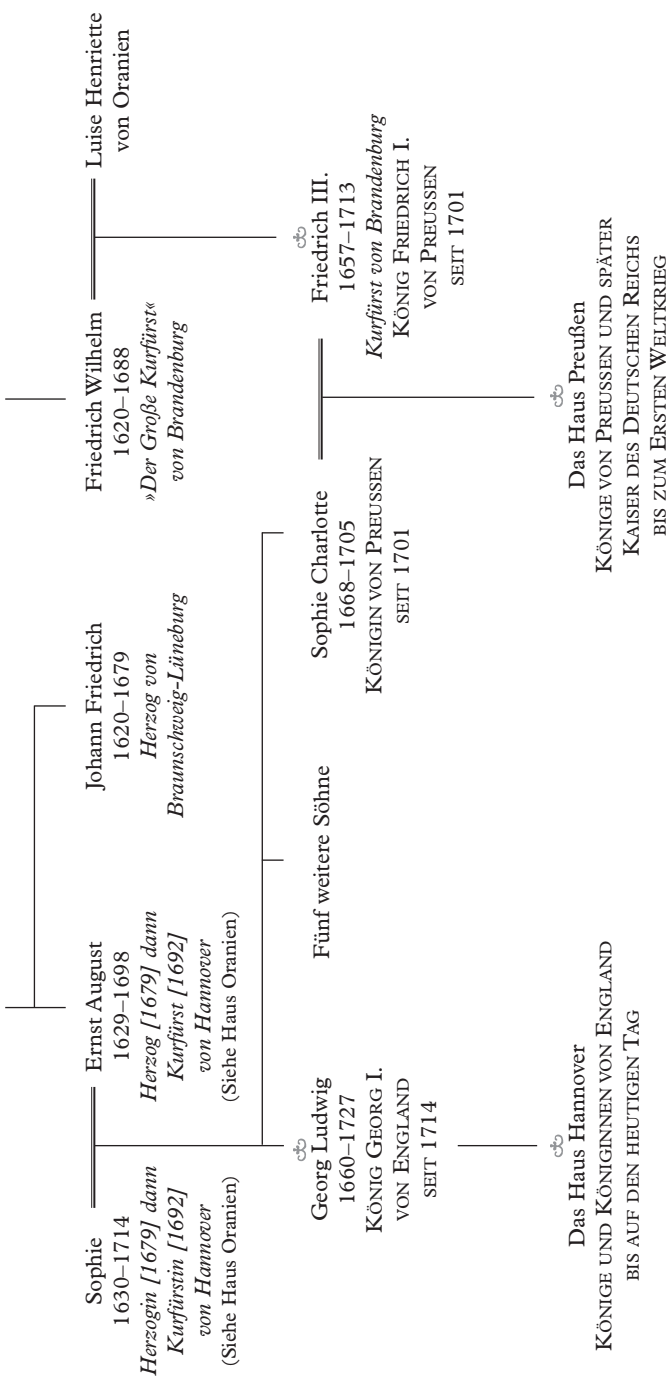 Sophie
1630–1714
Herzogin [1679] dann
Kurfürstin [1692]
von Hannover
(Siehe Haus Oranien)
Ernst August
1629–1698
Herzog [1679] dann
Kurfürst [1692]
von Hannover
(Siehe Haus Oranien)
Johann Friedrich
1620–1679
Herzog von
Braunschweig-Lüneburg
Friedrich Wilhelm
1620–1688
»Der Große Kurfürst«
von Brandenburg
Luise Henriette
von Oranien
Georg Ludwig
1660–1727
KÖNIG GEORG I.
VON ENGLAND
SEIT 1714
Fünf weitere Söhne
Sophie Charlotte
1668–1705
KÖNIGIN VON PREUSSEN
SEIT 1701
Friedrich III.
1657–1713
Kurfürst von Brandenburg
KÖNIG FRIEDRICH I.
VON PREUSSEN
SEIT 1701
Das Haus Hannover
KÖNIGE UND KÖNIGINNEN VON ENGLAND
BIS AUF DEN HEUTIGEN TAG
Das Haus Preußen
KÖNIGE VON PREUSSEN UND SPÄTER
KAISER DES DEUTSCHEN REICHS
BIS ZUM ERSTEN WELTKRIEG